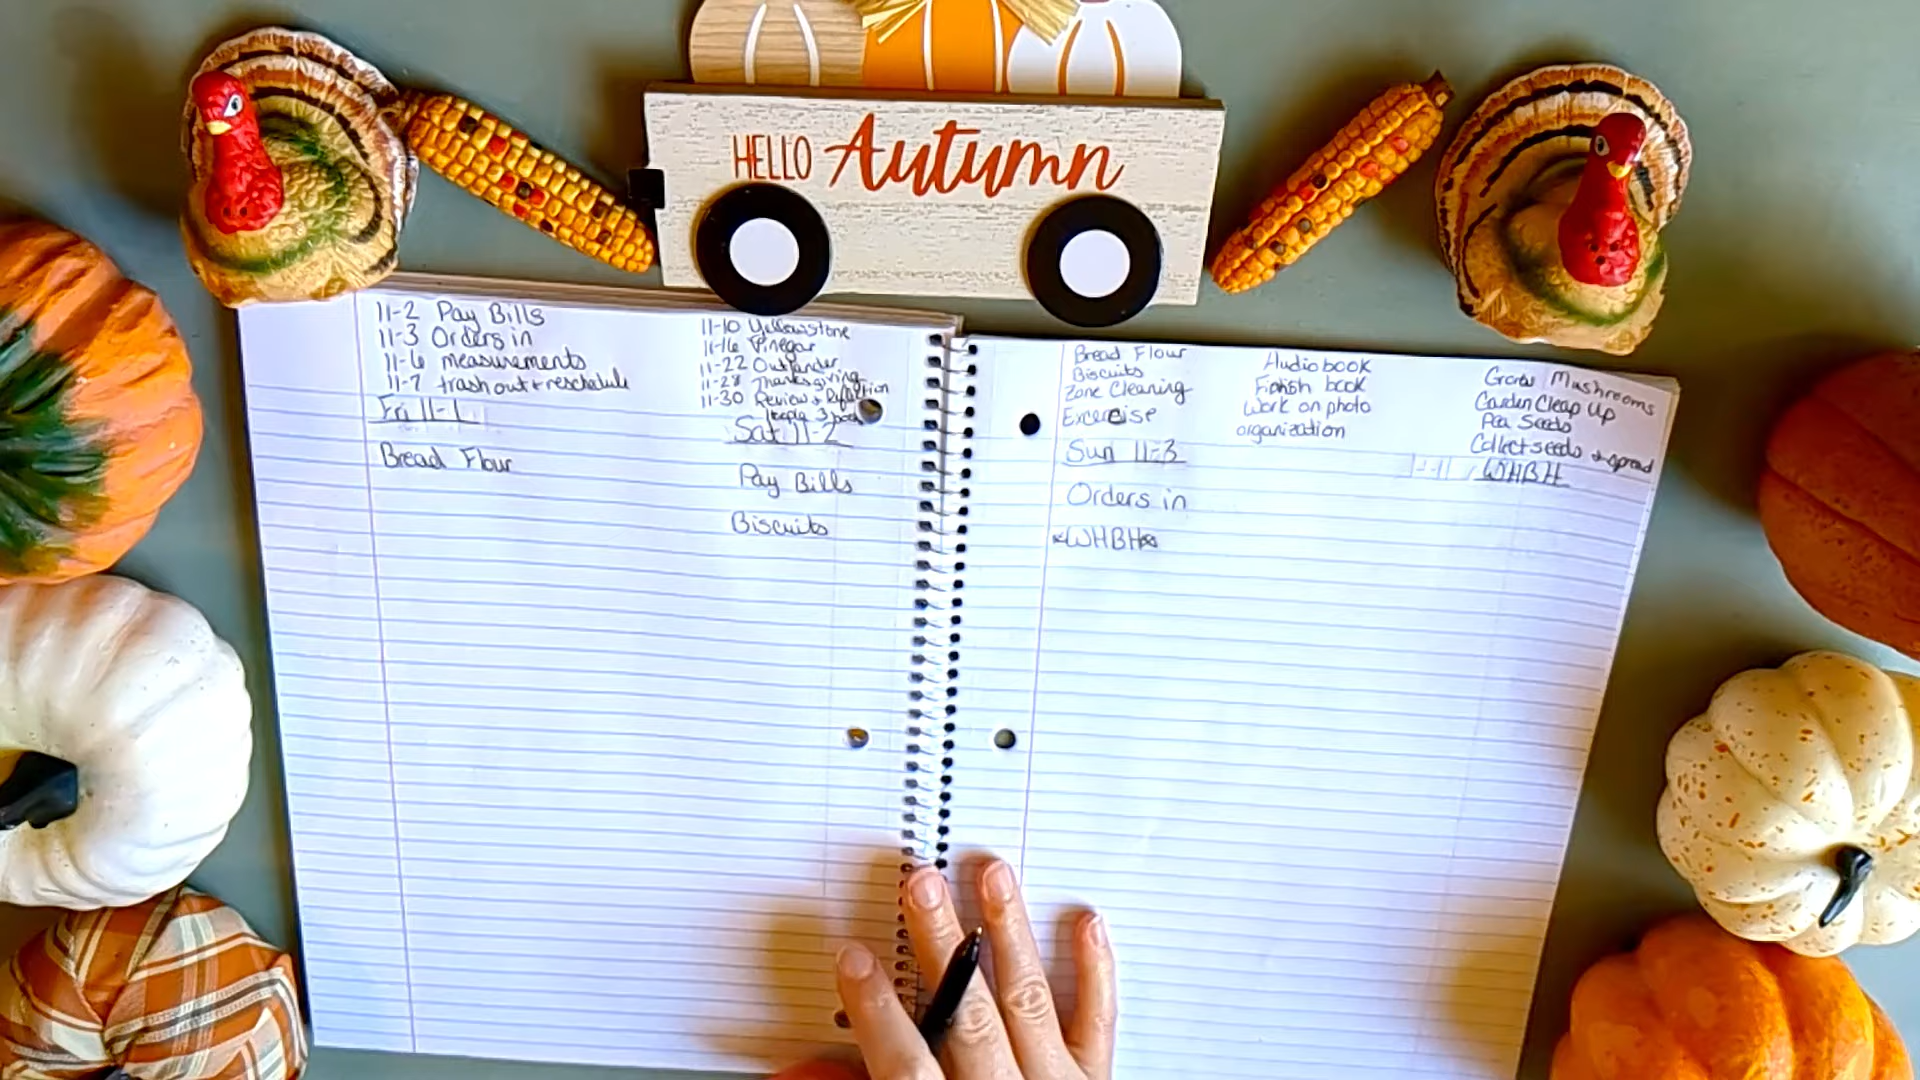 HELLO Autumn
11-2 Pay Bills
11-3 Orders in
11-6 measurements
11-7 trash out + reschedule
Fri 11-1
Bread Flour
11-10 Yellowstone
11-16 Vinegar
11-22 Outlander
11-28 Thanksgiving
11-30 Review + Reflection
3 book
Sat 11-2
Pay Bills
Biscuits
Bread Flour
Biscuits
Zone Cleaning
Excercise
Sun 11-3
Orders in
*WHBH*
Audiobook
Finish book
Work on photo
organization
Grow Mushrooms
Garden Clean Up
Pea Seeds
Collect seeds + spread
WHBH